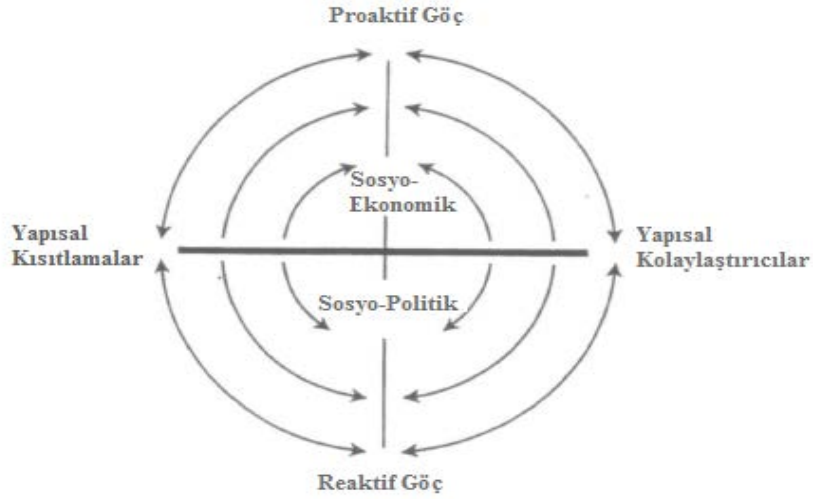 Proaktif Göç
Sosyo-
Ekonomik
Yapısal
Kısıtlamalar
Yapısal
Kolaylaştırıcılar
Sosyo-Politik
Reaktif Göç